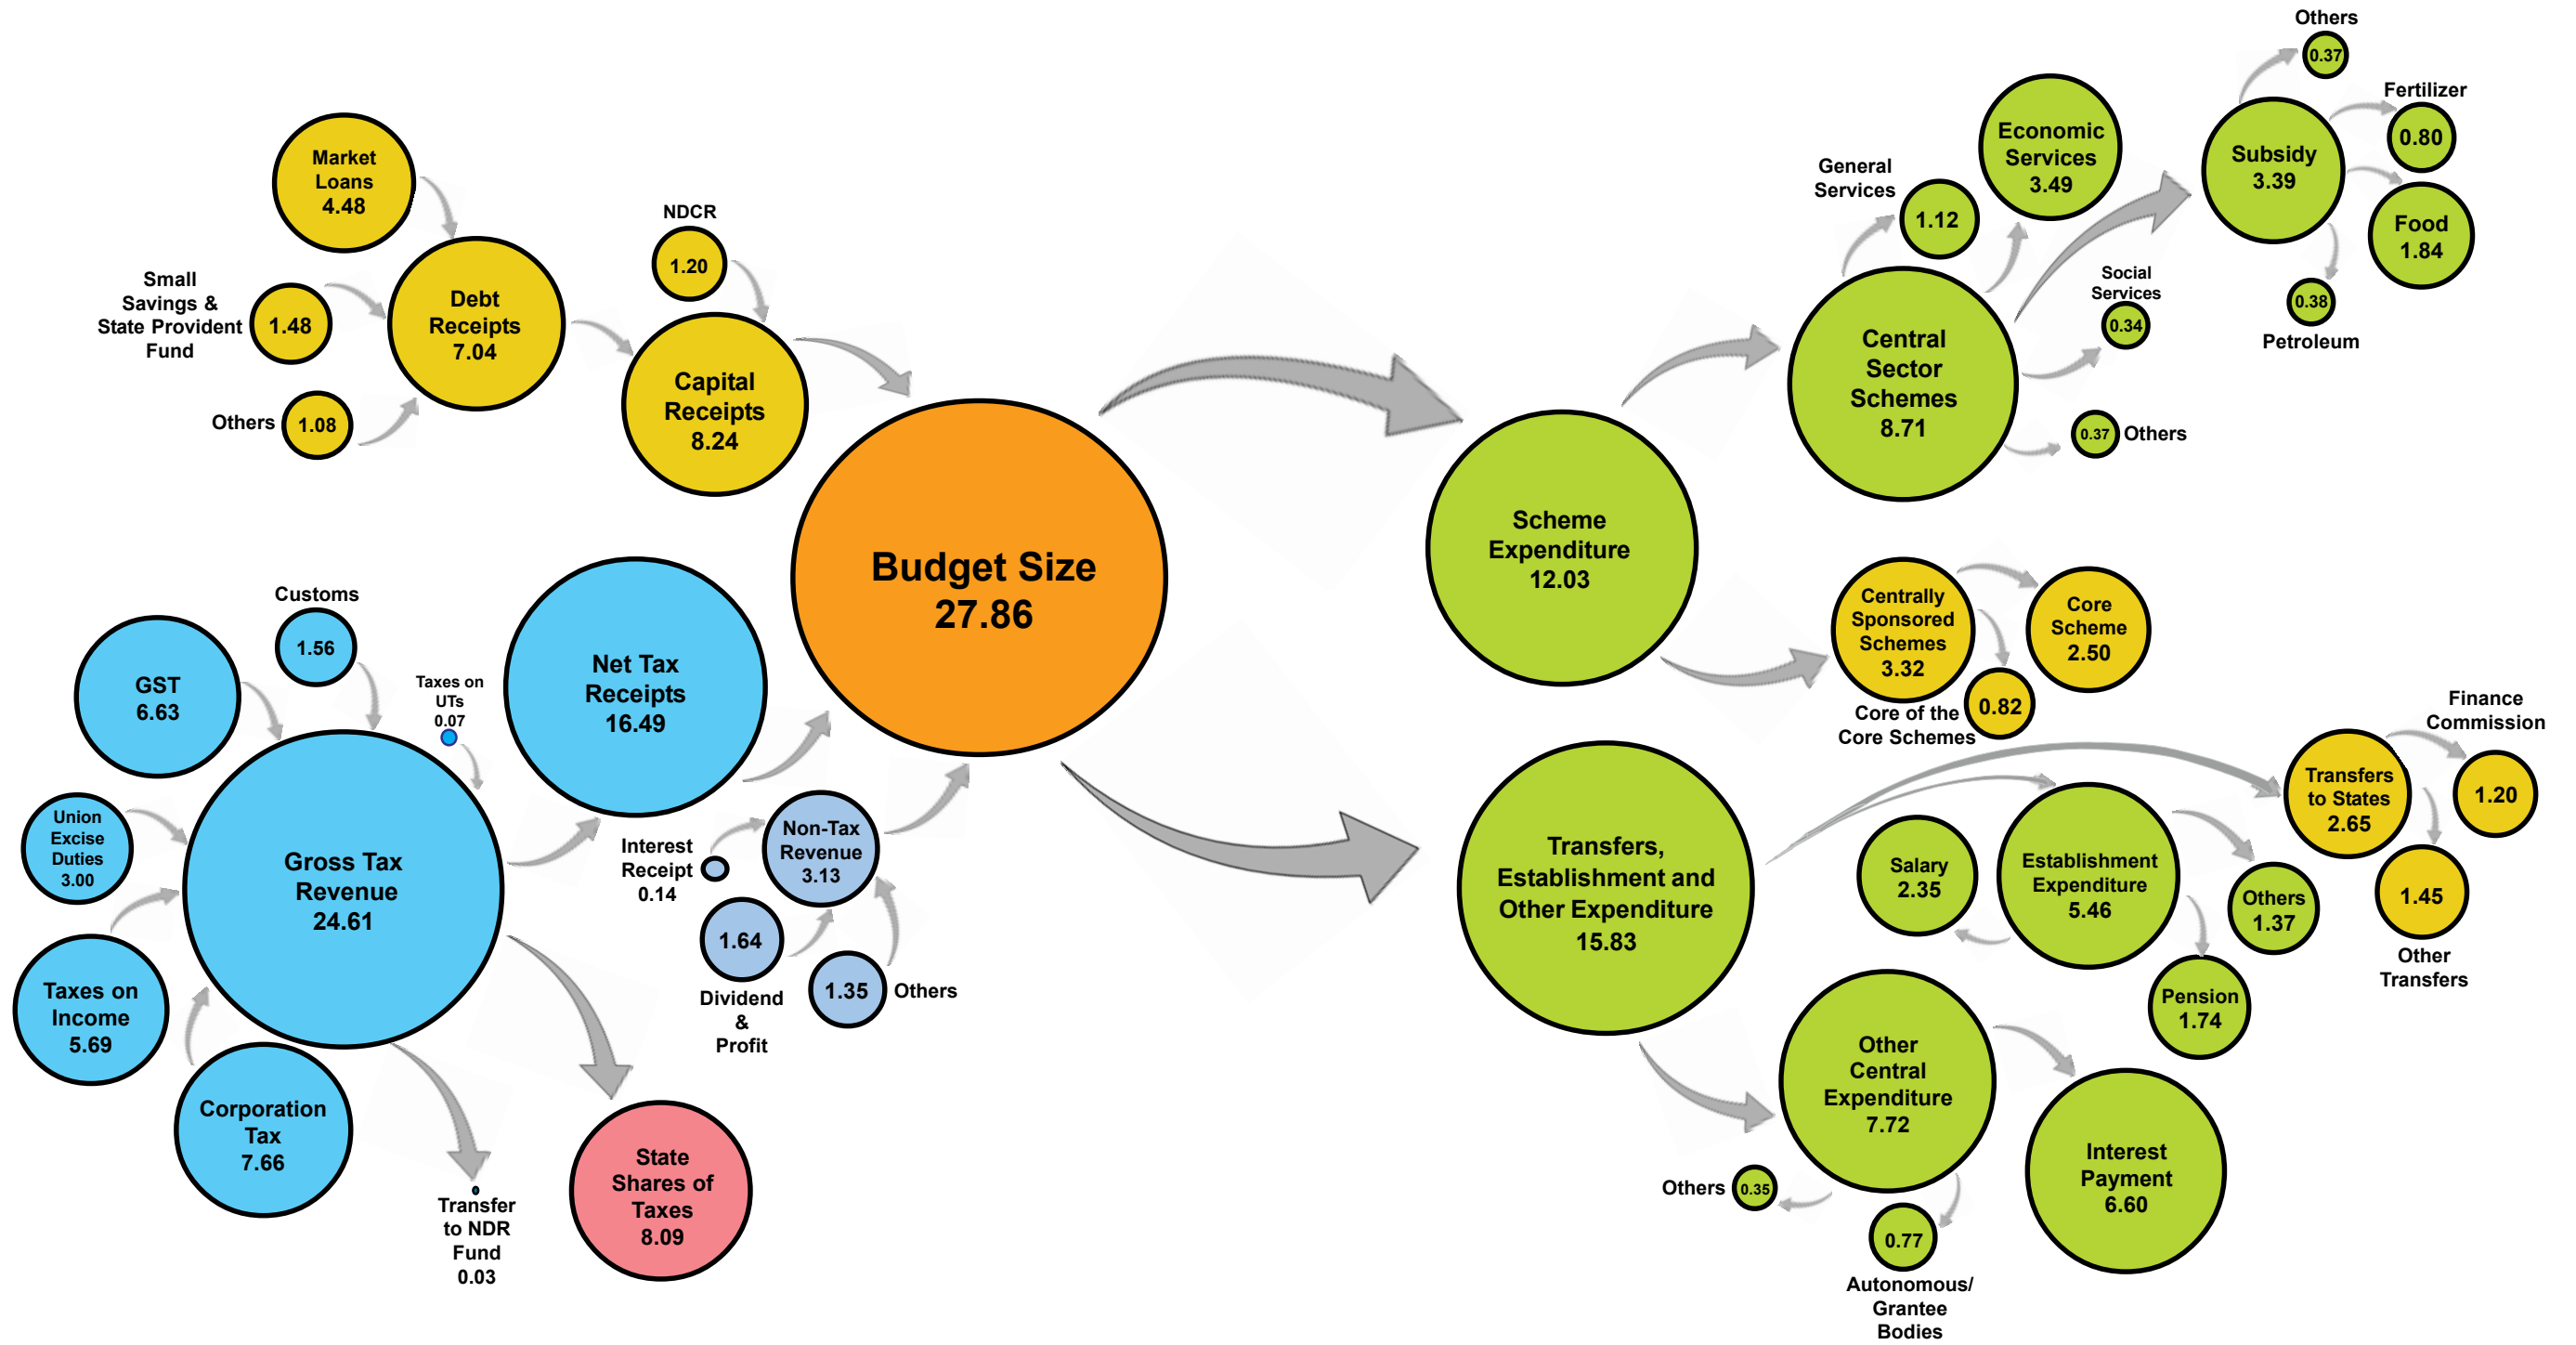 Market
Loans
4.48
Small
Savings &
State Provident
Fund
1.48
Others
1.08
Debt
Receipts
7.04
NDCR
1.20
Capital
Receipts
8.24
Budget Size
27.86
Customs
1.56
GST
6.63
Taxes on
UTs
0.07
Union
Excise
Duties
3.00
Gross Tax
Revenue
24.61
Taxes on
Income
5.69
Corporation
Tax
7.66
Net Tax
Receipts
16.49
Interest
Receipt
0.14
Non-Tax
Revenue
3.13
1.64
Dividend
&
Profit
1.35
Others
Transfer
to NDR
Fund
0.03
State
Shares of
Taxes
8.09
Scheme
Expenditure
12.03
General
Services
1.12
Economic
Services
3.49
Central
Sector
Schemes
8.71
Social
Services
0.34
0.37
Others
Subsidy
3.39
Others
0.37
Fertilizer
0.80
Food
1.84
0.38
Petroleum
Centrally
Sponsored
Schemes
3.32
Core
Scheme
2.50
0.82
Core of the
Core Schemes
Transfers,
Establishment and
Other Expenditure
15.83
Transfers
to States
2.65
Finance
Commission
1.20
1.45
Other
Transfers
Establishment
Expenditure
5.46
Salary
2.35
Others
1.37
Pension
1.74
Other
Central
Expenditure
7.72
Interest
Payment
6.60
Others
0.35
0.77
Autonomous/
Grantee
Bodies